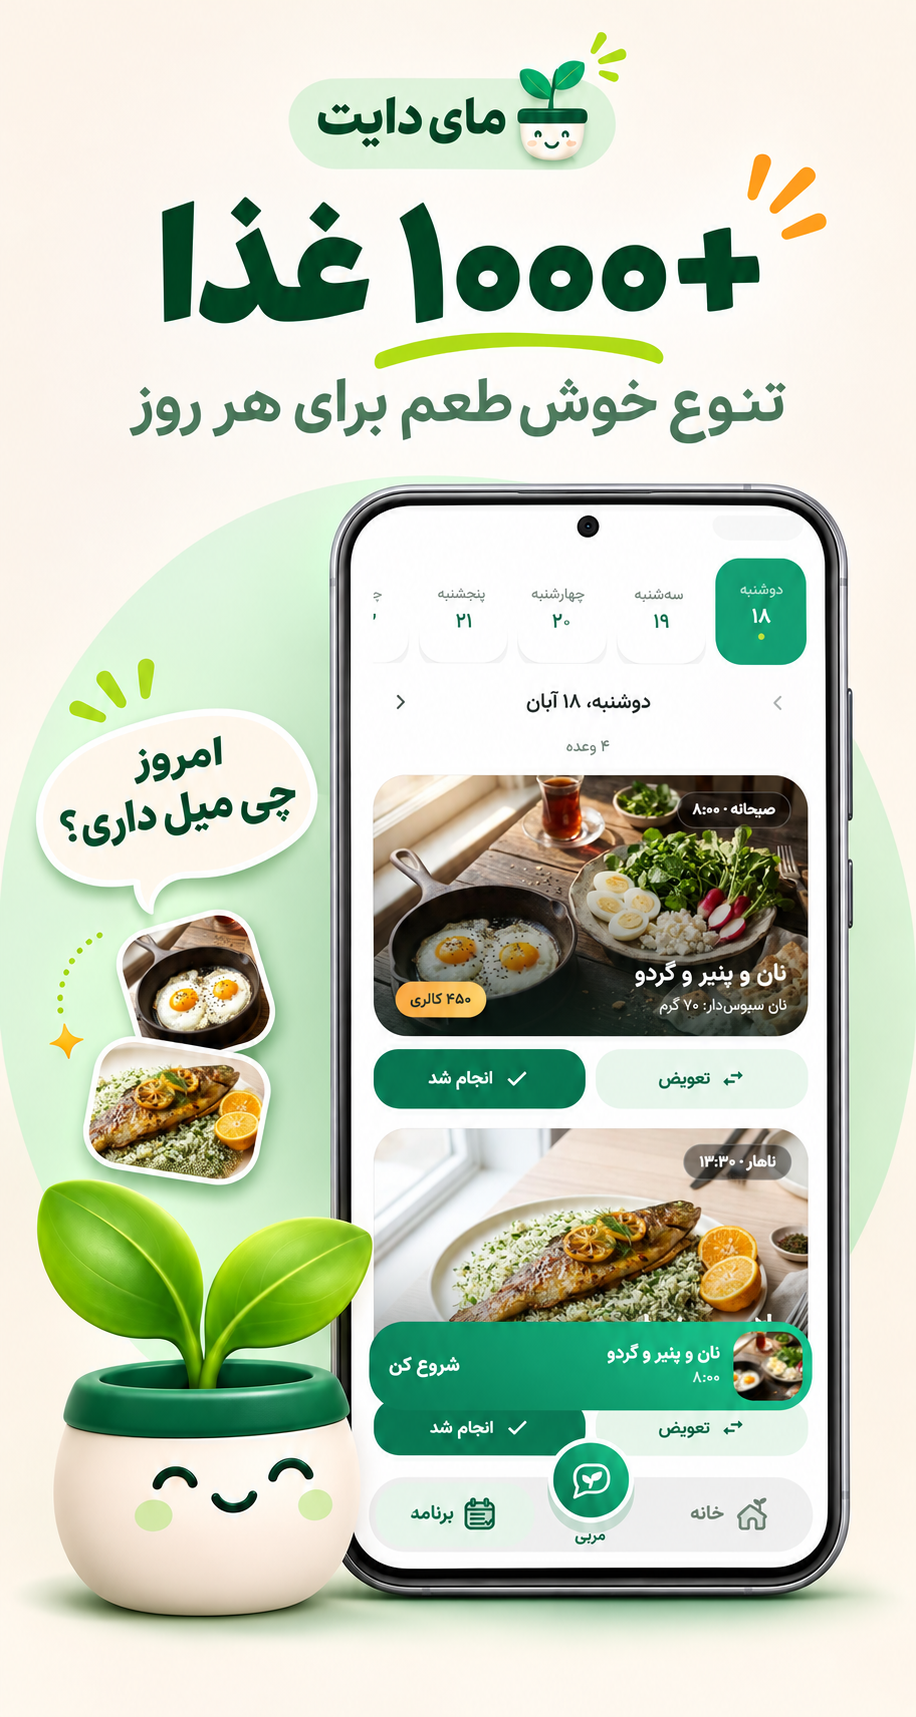 مای دایت
+۱۰۰۰ غذا
تنوع خوش‌طعم برای هر روز
دوشنبه
۱۸
سه‌شنبه
۱۹
چهارشنبه
۲۰
پنجشنبه
۲۱
دوشنبه، ۱۸ آبان
۴ وعده
امروز
چی میل داری؟
صبحانه · ۸:۰۰
نان و پنیر و گردو
نان سبوس‌دار: ۷۰ گرم
۴۵۰ کالری
تعویض
انجام شد
ناهار · ۱۳:۳۰
نان و پنیر و گردو
۸:۰۰
شروع کن
تعویض
انجام شد
خانه
مربی
برنامه